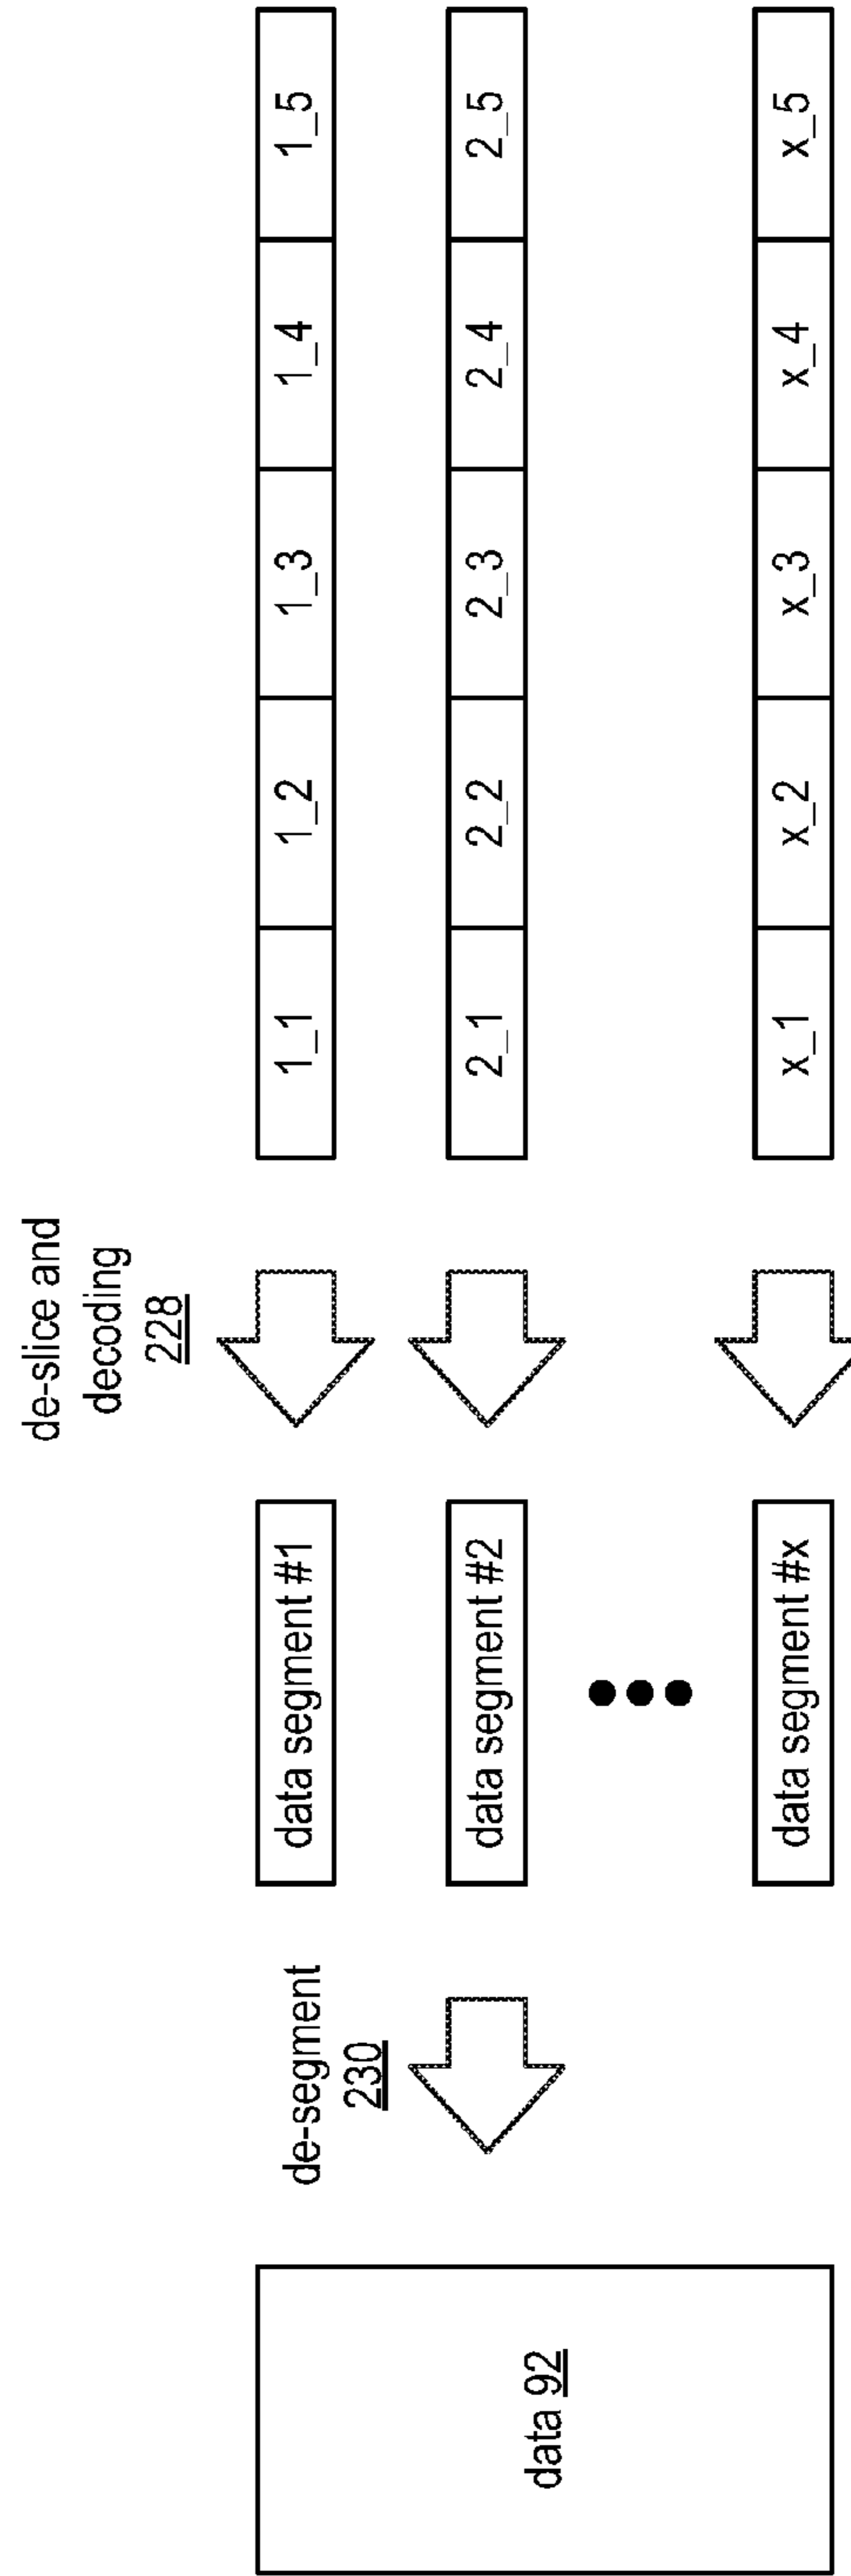 de-slice and
decoding
228
de-segment
230
data 92
data segment #1
1_1
1_2
1_3
1_4
1_5
data segment #2
2_1
2_2
2_3
2_4
2_5
data segment #x
x_1
x_2
x_3
x_4
x_5